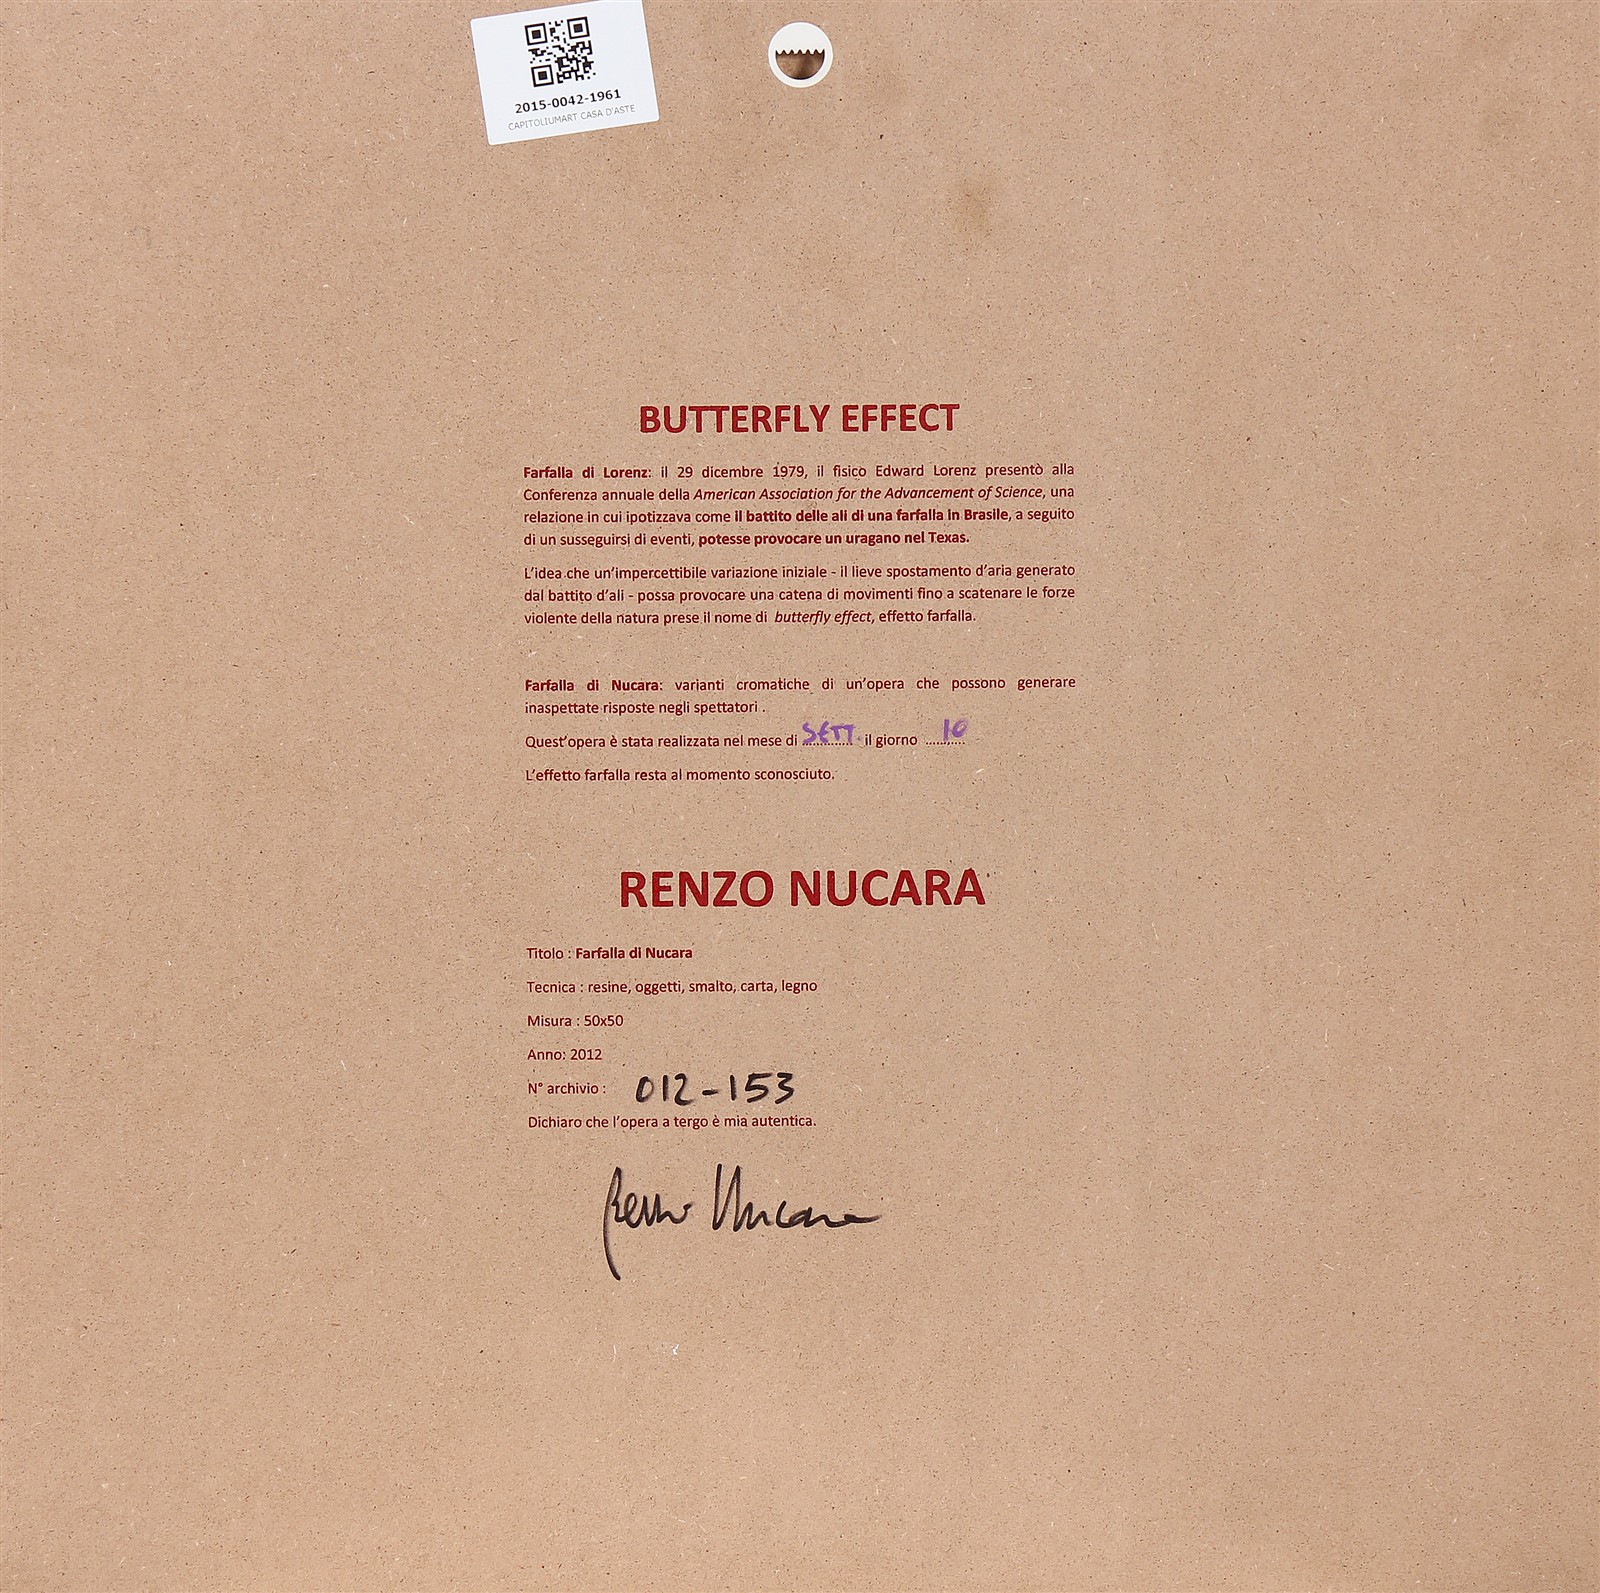 2015-0042-1961
CAPITOLIUMART CASA D'ASTE
BUTTERFLY EFFECT
Farfalla di Lorenz: il 29 dicembre 1979, il fisico Edward Lorenz presentò alla
Conferenza annuale della American Association for the Advancement of Science, una
relazione in cui ipotizzava come il battito delle ali di una farfalla in Brasile, a seguito
di un susseguirsi di eventi, potesse provocare un uragano nel Texas.
L'idea che un'impercettibile variazione iniziale - il lieve spostamento d'aria generato
dal battito d'ali - possa provocare una catena di movimenti fino a scatenare le forze
violente della natura prese il nome di butterfly effect, effetto farfalla.
Farfalla di Nucara: varianti cromatiche di un'opera che possono generare
inaspettate risposte negli spettatori .
Quest'opera è stata realizzata nel mese di SETT. il giorno 10
L'effetto farfalla resta al momento sconosciuto.
RENZO NUCARA
Titolo : Farfalla di Nucara
Tecnica : resine, oggetti, smalto, carta, legno
Misura : 50x50
Anno: 2012
N° archivio : 012-153
Dichiaro che l'opera a tergo è mia autentica.
Renzo Nucara